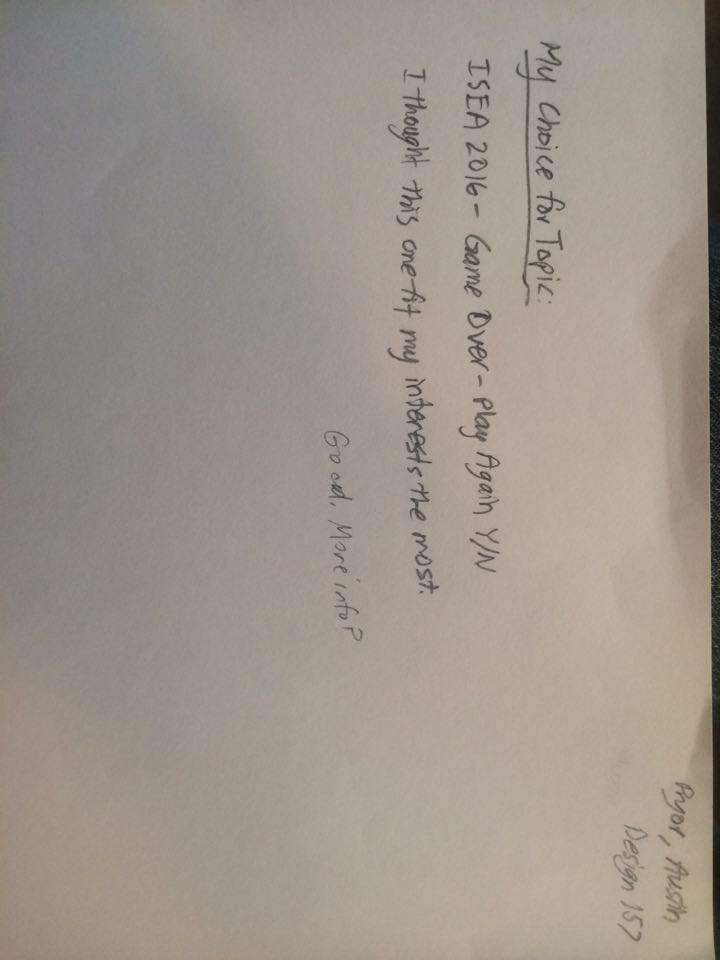 Pryor, Austin
Design 157
My Choice for Topic:
ISEA 2016 - Game Over - Play Again Y/N
I thought this one fit my interests the most.
Good. More info?